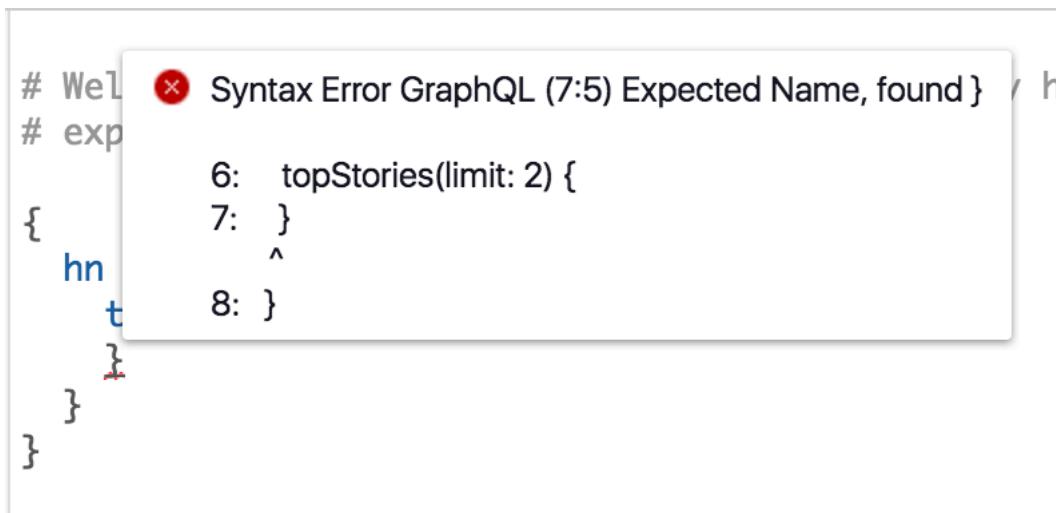 # Wel
Syntax Error GraphQL (7:5) Expected Name, found }
# exp
6: topStories(limit: 2) {
7: }
^
8: }
{
hn
t
}
}
}